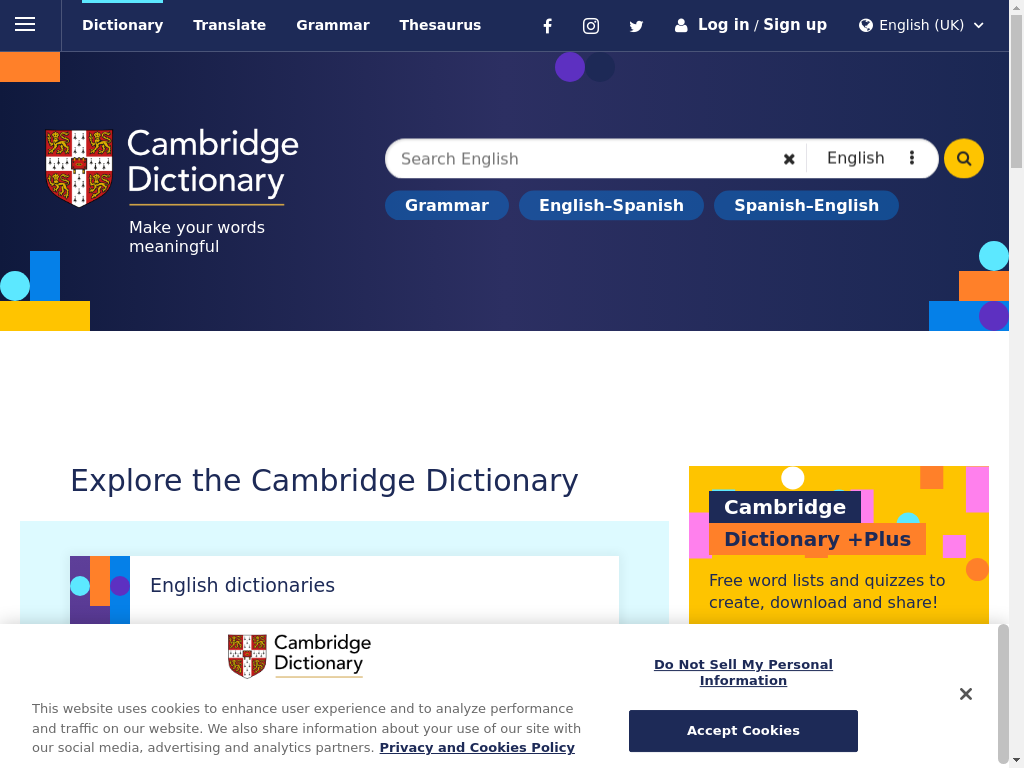 Dictionary Translate Grammar Thesaurus Log in / Sign up English (UK)
Cambridge
Dictionary
Make your words
meaningful
Search English English
Grammar English–Spanish Spanish–English
Explore the Cambridge Dictionary
English dictionaries
Cambridge
Dictionary +Plus
Free word lists and quizzes to
create, download and share!
Cambridge
Dictionary
This website uses cookies to enhance user experience and to analyze performance
and traffic on our website. We also share information about your use of our site with
our social media, advertising and analytics partners. Privacy and Cookies Policy
Do Not Sell My Personal
Information
Accept Cookies